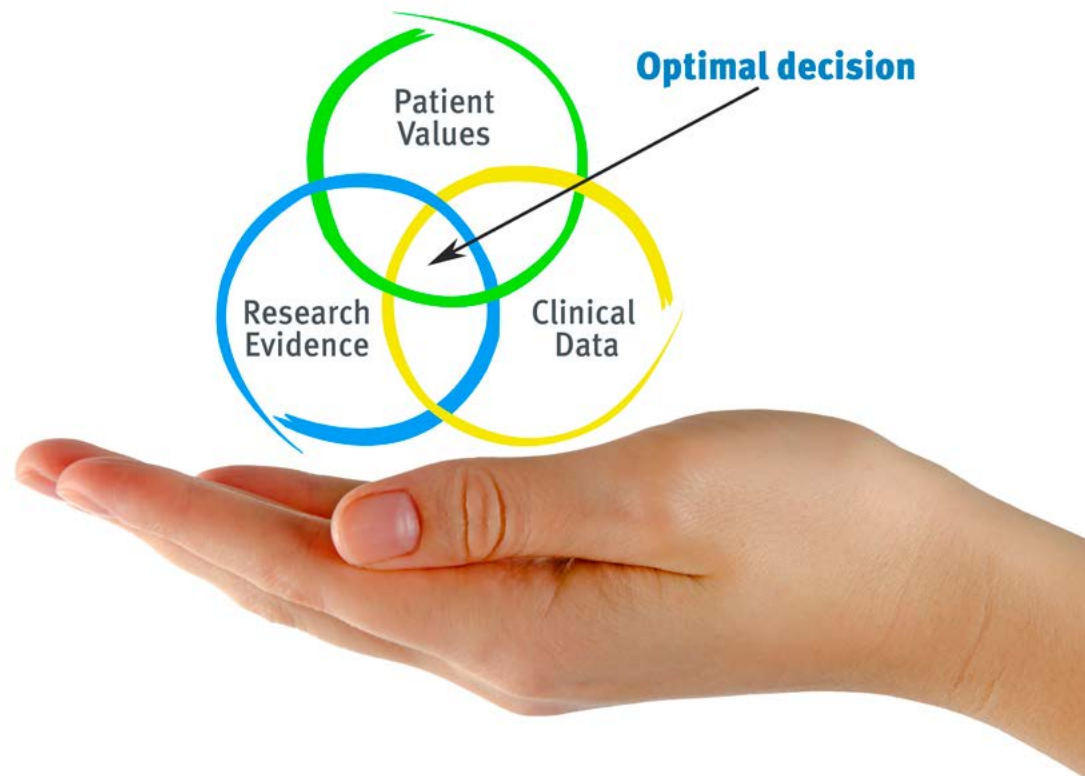 Optimal decision
Patient
Values
Research
Evidence
Clinical
Data